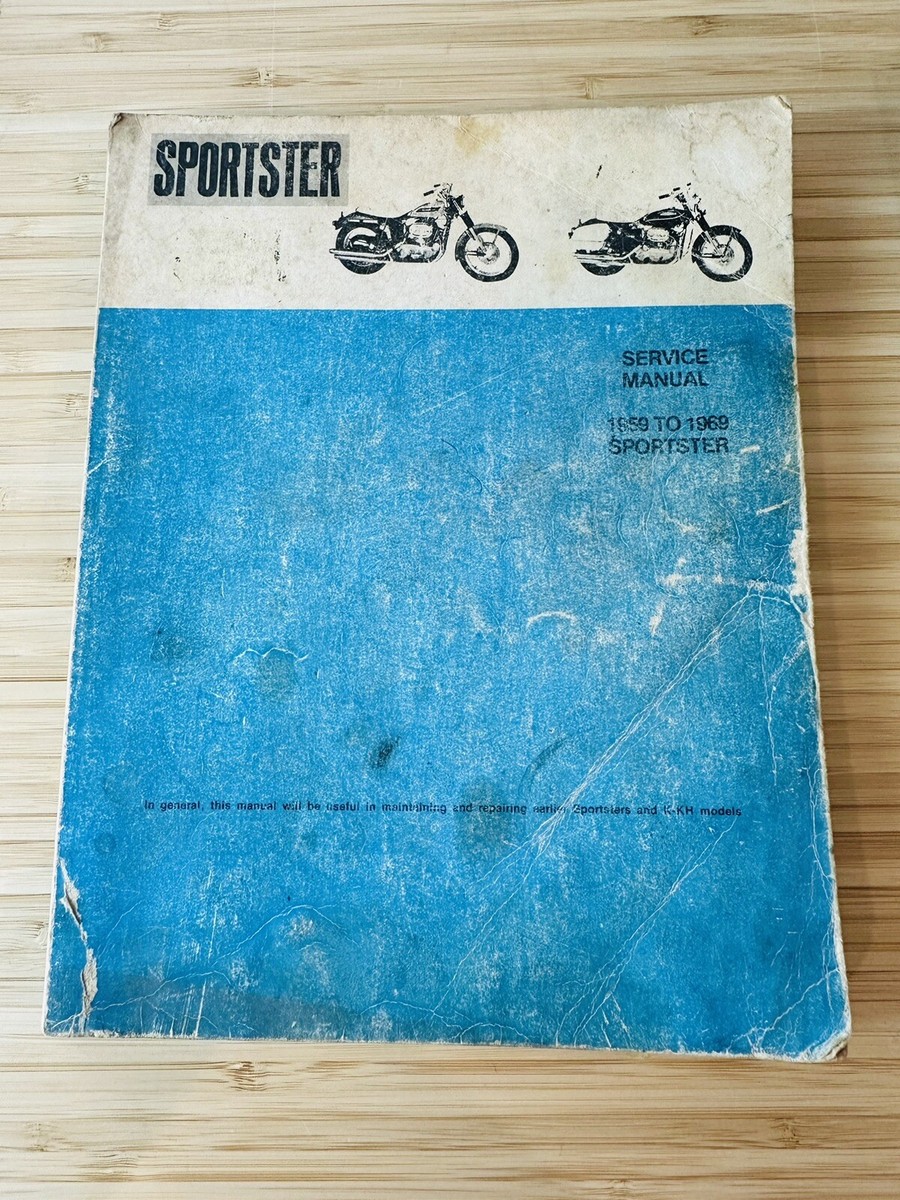 SPORTSTER
SERVICE
MANUAL
1959 TO 1969
SPORTSTER
In general, this manual will be useful in maintaining and repairing earlier Sportsters and K-KH models